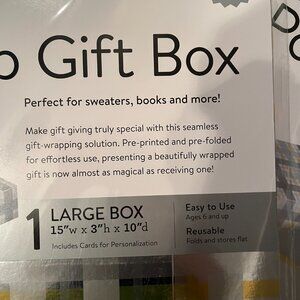 Gift Box
Perfect for sweaters, books and more!
Make gift giving truly special with this seamless
gift-wrapping solution. Pre-printed and pre-folded
for effortless use, presenting a beautifully wrapped
gift is now almost as magical as receiving one!
1 LARGE BOX
15"w x 3"h x 10"d
Includes Cards for Personalization
Easy to Use
Ages 6 and up
Reusable
Folds and stores flat